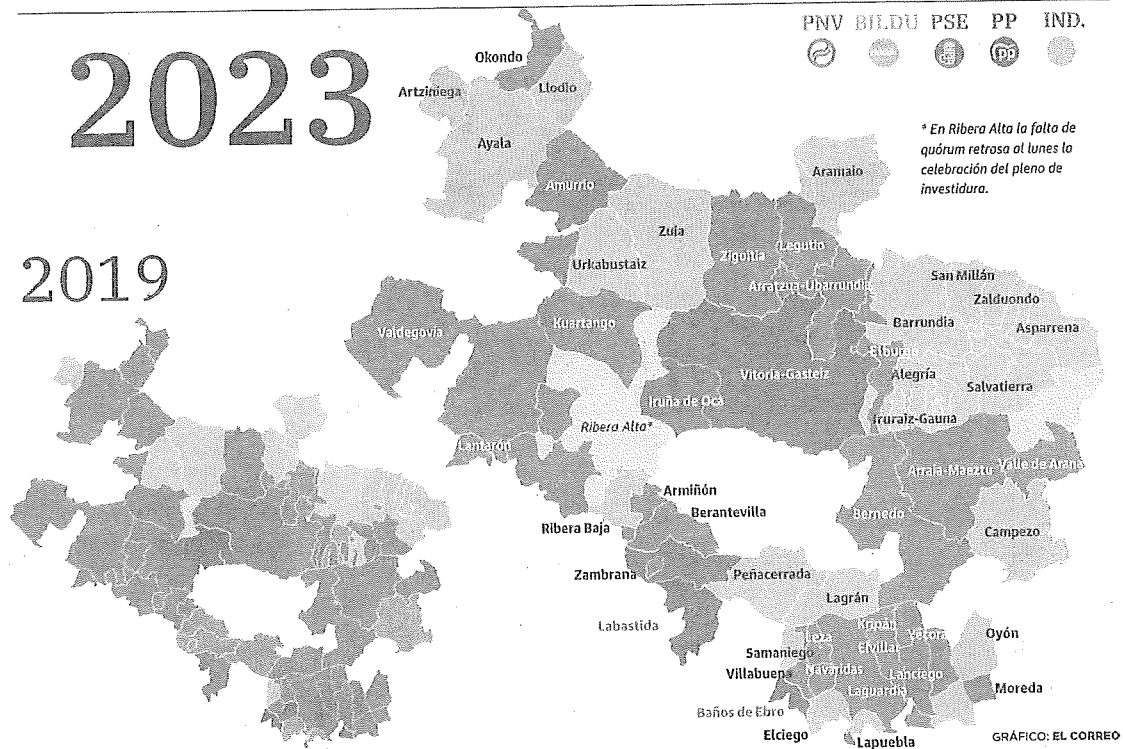 PNV BILDU PSE PP IND.
2023
* En Ribera Alta la falta de
quórum retrasa al lunes la
celebración del pleno de
investidura.
Okondo
Artziniega
Llodio
Ayala
Amurrio
Aramaio
Zuia
Urkabustaiz
Zigoitia
Legutio
Arratzua-Ubarrundia
San Millán
Zalduondo
Barrundia
Asparrena
2019
Valdegovía
Kuartango
Elburgo
Vitoria-Gasteiz
Alegría
Salvatierra
Iruña de Oca
Iruraiz-Gauna
Ribera Alta*
Lantarón
Arraia-Maeztu
Valle de Arana
Armiñón
Berantevilla
Bernedo
Ribera Baja
Campezo
Zambrana
Peñacerrada
Lagrán
Labastida
Kripán
Leza
Yécora
Oyón
Samaniego
Elvillar
Villabuena
Navaridas
Lanciego
Laguardia
Moreda
Baños de Ebro
Elciego
Lapuebla
GRÁFICO: EL CORREO